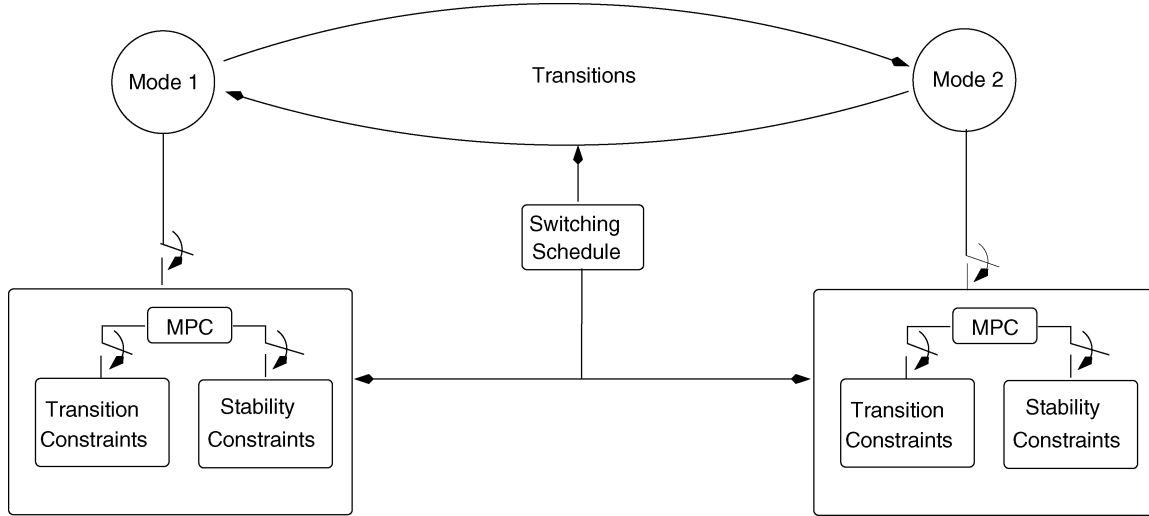 Mode 1
Transitions
Mode 2
Switching
Schedule
MPC
Transition
Constraints
Stability
Constraints
MPC
Transition
Constraints
Stability
Constraints